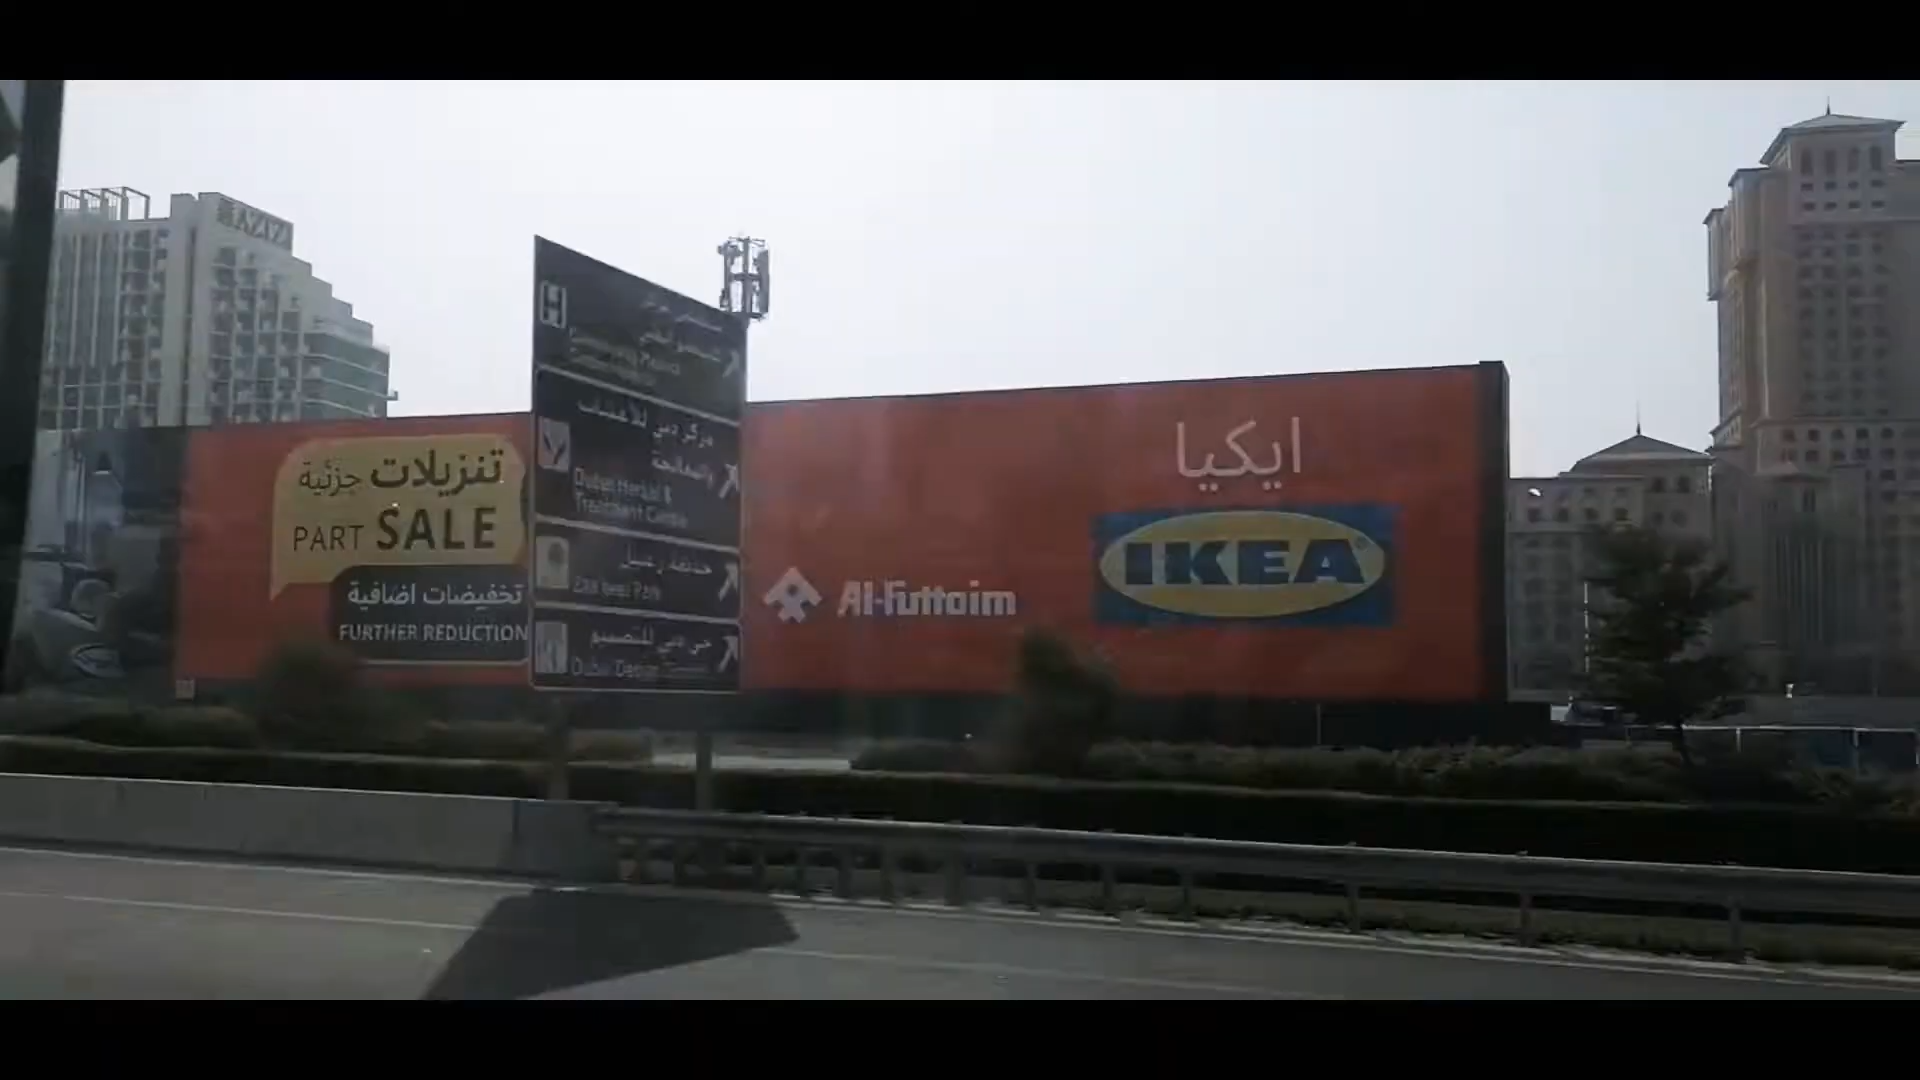 AZIZI
H
مركز دبي للأعشاب
والمعالجة
Dubai Herbal &
Treatment Centre
حديقة زعبيل
Zabeel Park
حي دبي للتصميم
Dubai Design
تنزيلات جزئية
PART SALE
تخفيضات اضافية
FURTHER REDUCTION
Al-Futtaim
ايكيا
IKEA